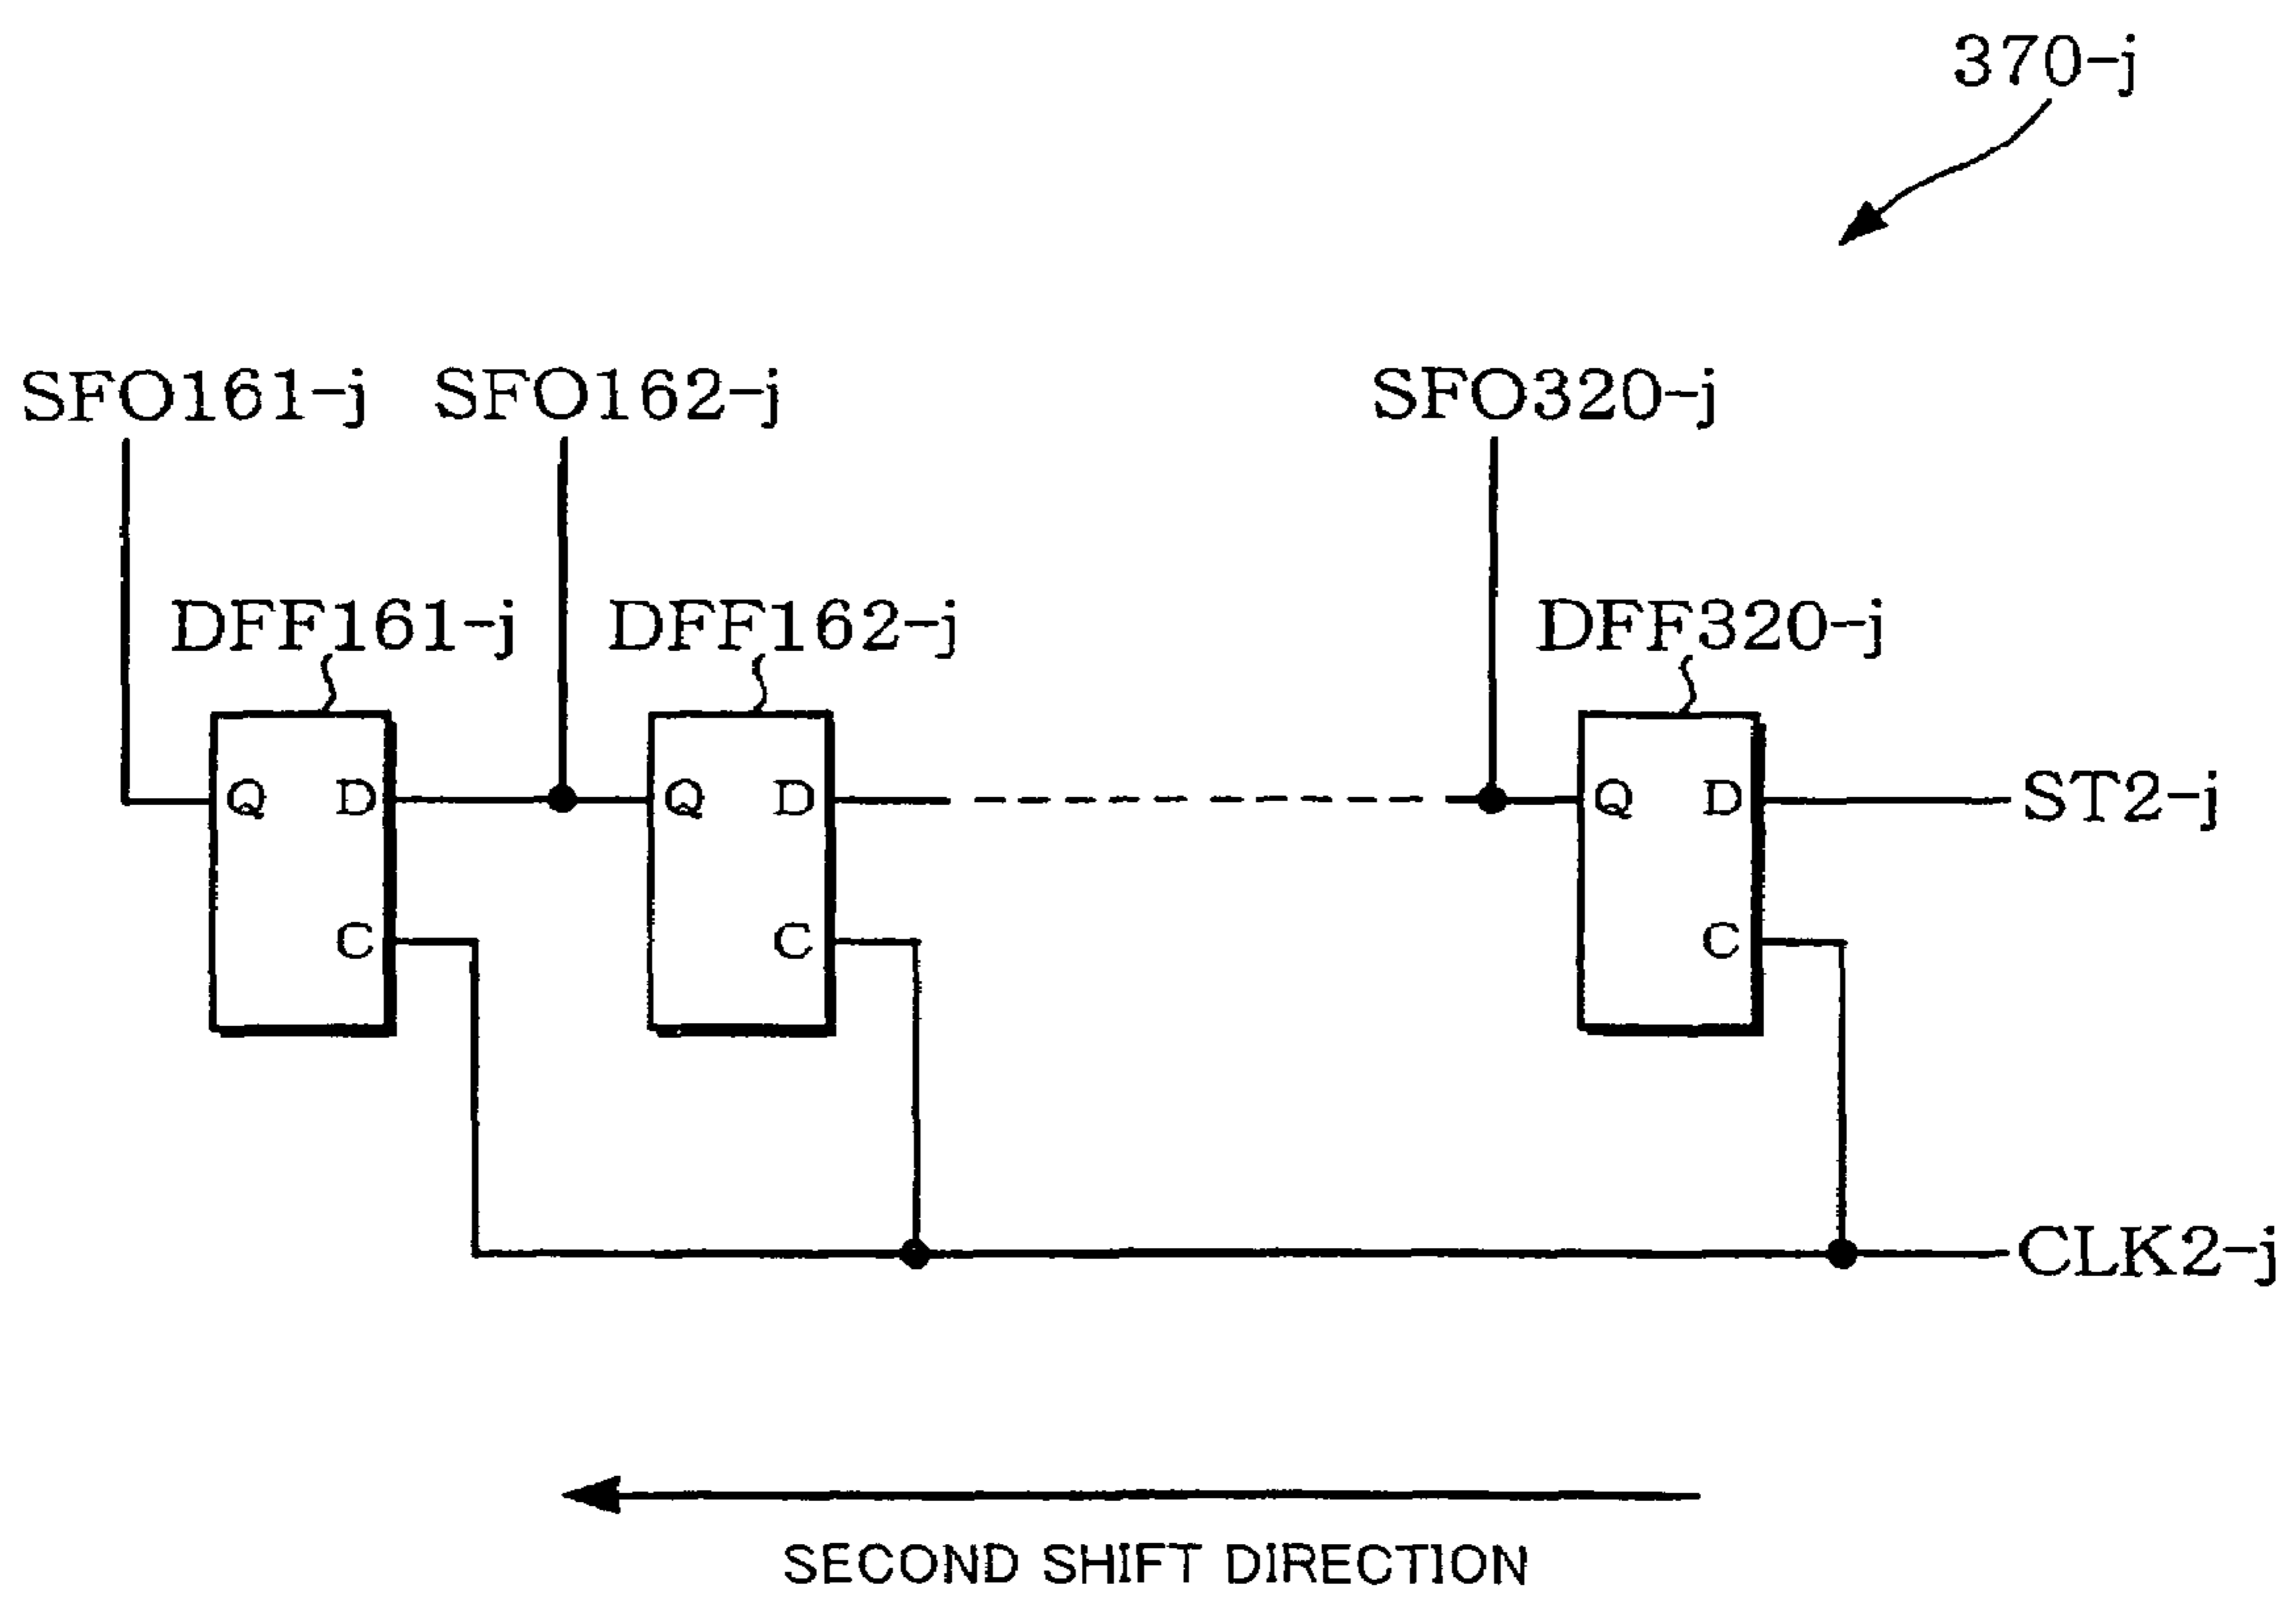 370-j
SFO161-j SFO162-j SFO320-j
DFF161-j DFF162-j DFF320-j
Q D Q D Q D ST2-j
C C C
CLK2-j
SECOND SHIFT DIRECTION